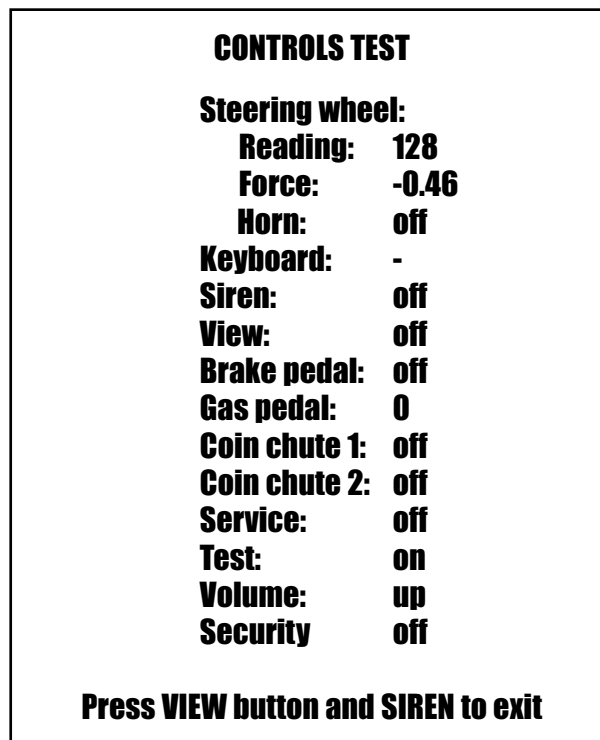 CONTROLS TEST
Steering wheel:
Reading: 128
Force: -0.46
Horn: off
Keyboard: -
Siren: off
View: off
Brake pedal: off
Gas pedal: 0
Coin chute 1: off
Coin chute 2: off
Service: off
Test: on
Volume: up
Security off
Press VIEW button and SIREN to exit